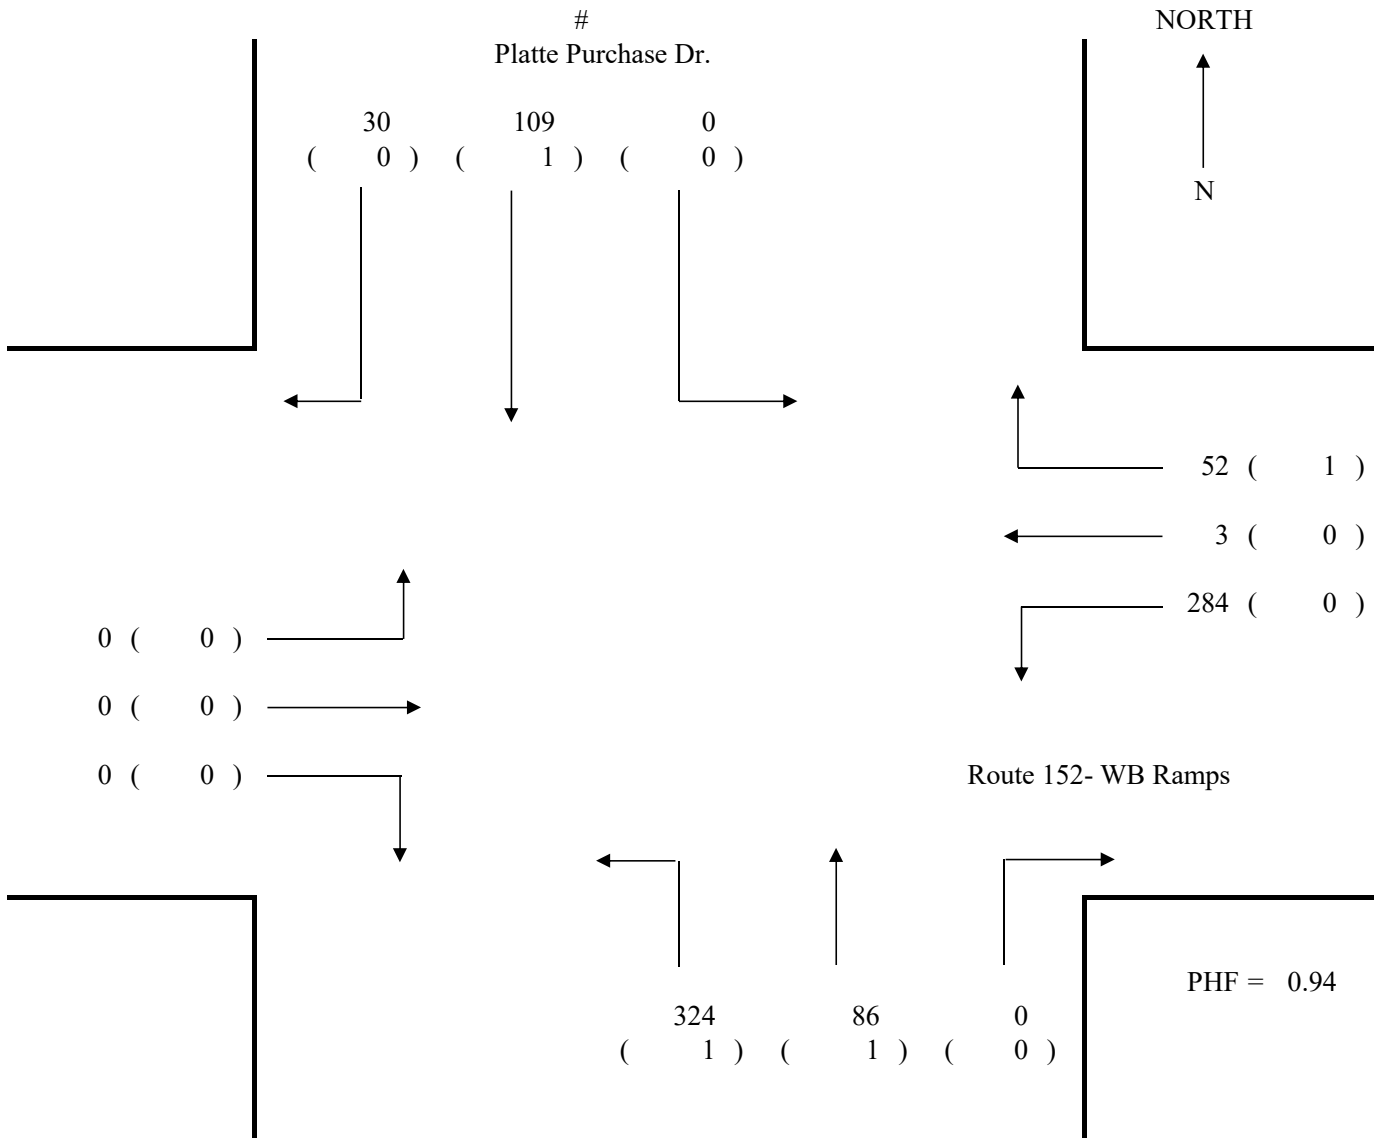 # NORTH
Platte Purchase Dr.
30 109 0
( 0 ) ( 1 ) ( 0 )
N
52 ( 1 )
3 ( 0 )
284 ( 0 )
0 ( 0 )
0 ( 0 )
0 ( 0 )
Route 152- WB Ramps
PHF = 0.94
324 86 0
( 1 ) ( 1 ) ( 0 )